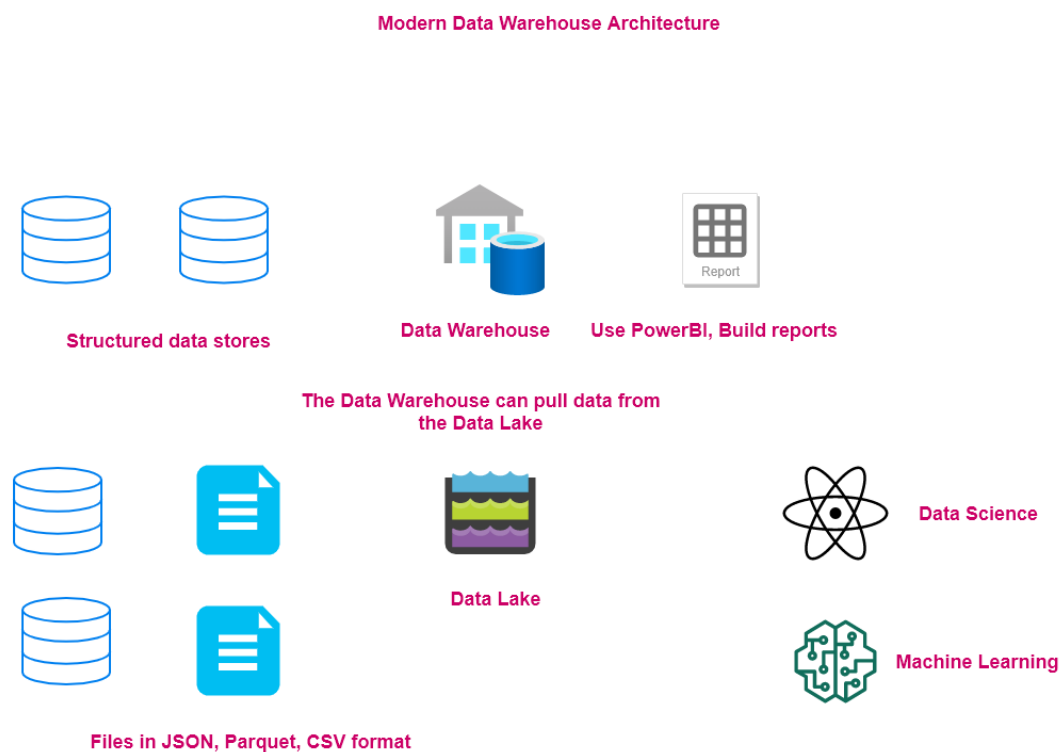 Modern Data Warehouse Architecture
Report
Structured data stores
Data Warehouse
Use PowerBI, Build reports
The Data Warehouse can pull data from
the Data Lake
Data Science
Data Lake
Machine Learning
Files in JSON, Parquet, CSV format